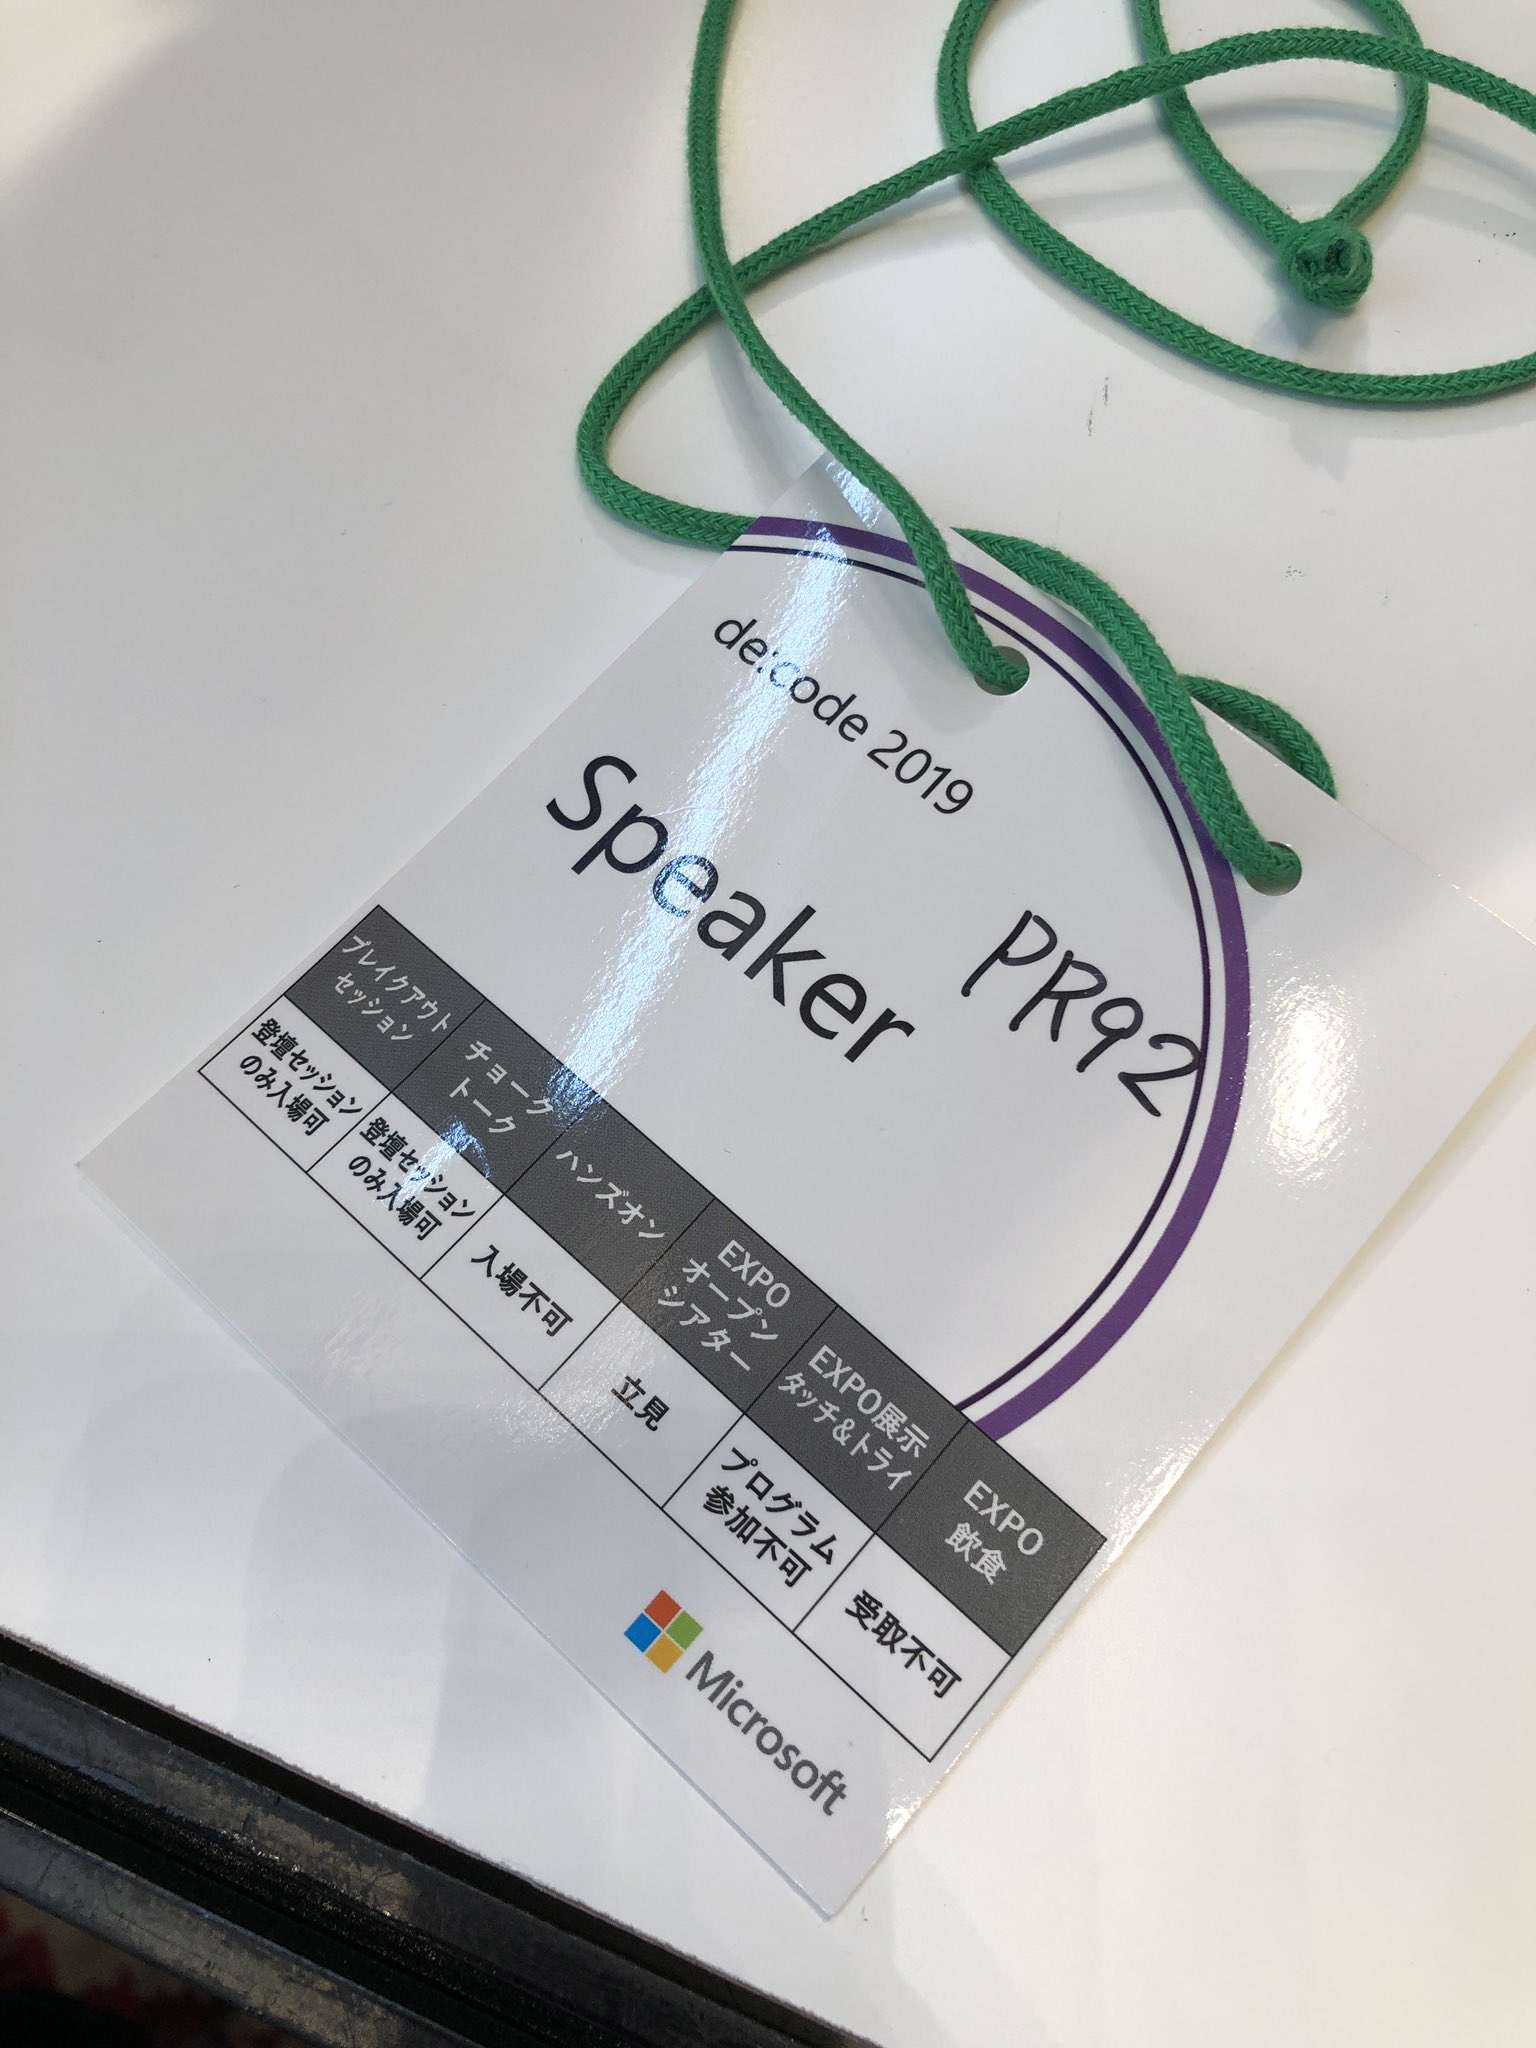 de:code 2019
Speaker
PR92
ブレイクアウト
セッション
チョーク
トーク
ハンズオン
EXPO
オープン
シアター
EXPO展示
タッチ&トライ
EXPO
飲食
登壇セッション
のみ入場可
登壇セッション
のみ入場可
入場不可
立見
プログラム
参加不可
受取不可
Microsoft